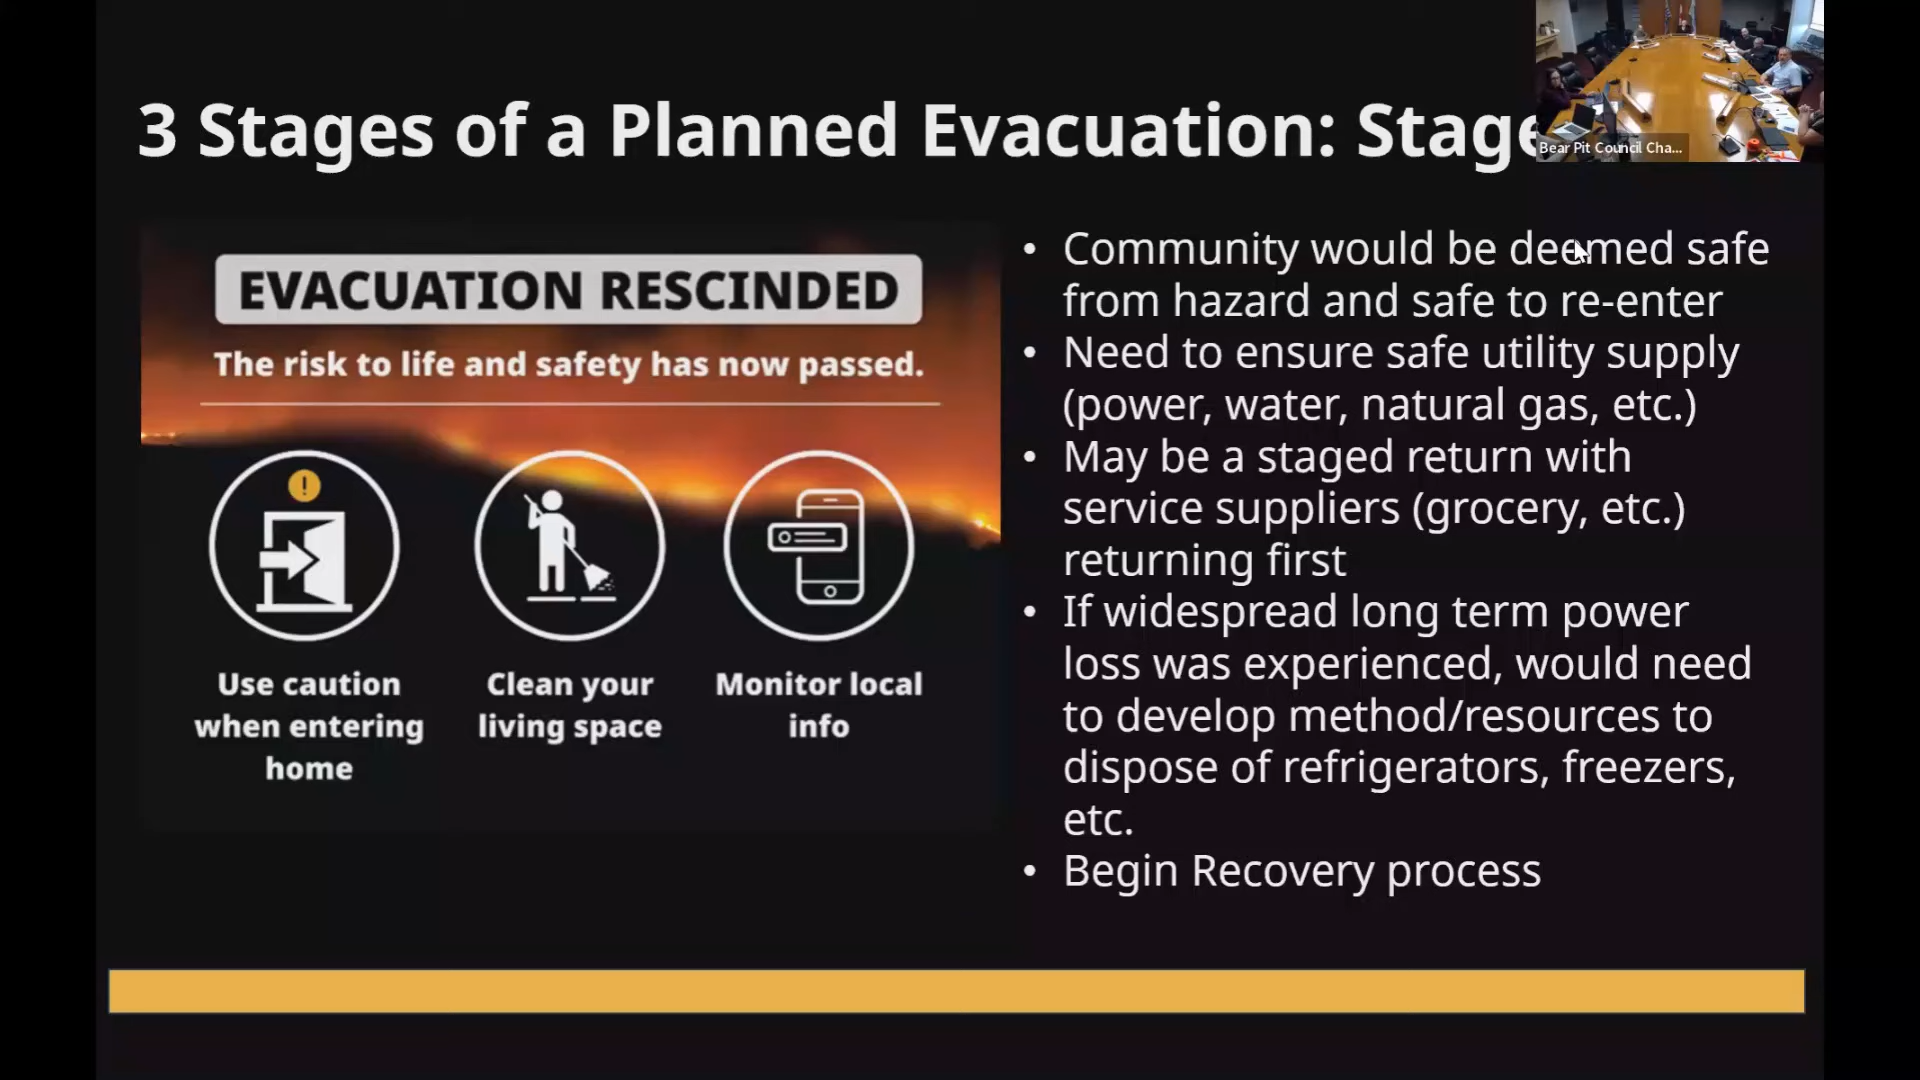 3 Stages of a Planned Evacuation: Stage
Bear Pit Council Cha...
EVACUATION RESCINDED
The risk to life and safety has now passed.
!
Use caution
when entering
home
Clean your
living space
Monitor local
info
• Community would be deemed safe
from hazard and safe to re-enter
• Need to ensure safe utility supply
(power, water, natural gas, etc.)
• May be a staged return with
service suppliers (grocery, etc.)
returning first
• If widespread long term power
loss was experienced, would need
to develop method/resources to
dispose of refrigerators, freezers,
etc.
• Begin Recovery process